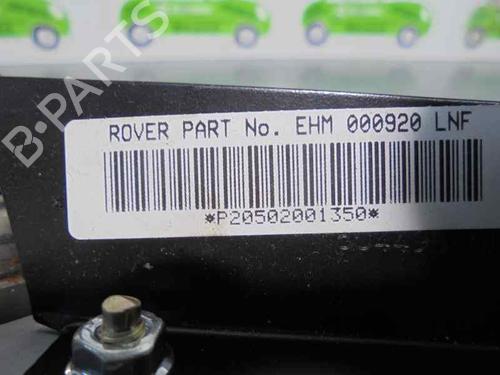 B-PARTS
ROVER PART No. EHM 000920 LNF
*P20502001350*